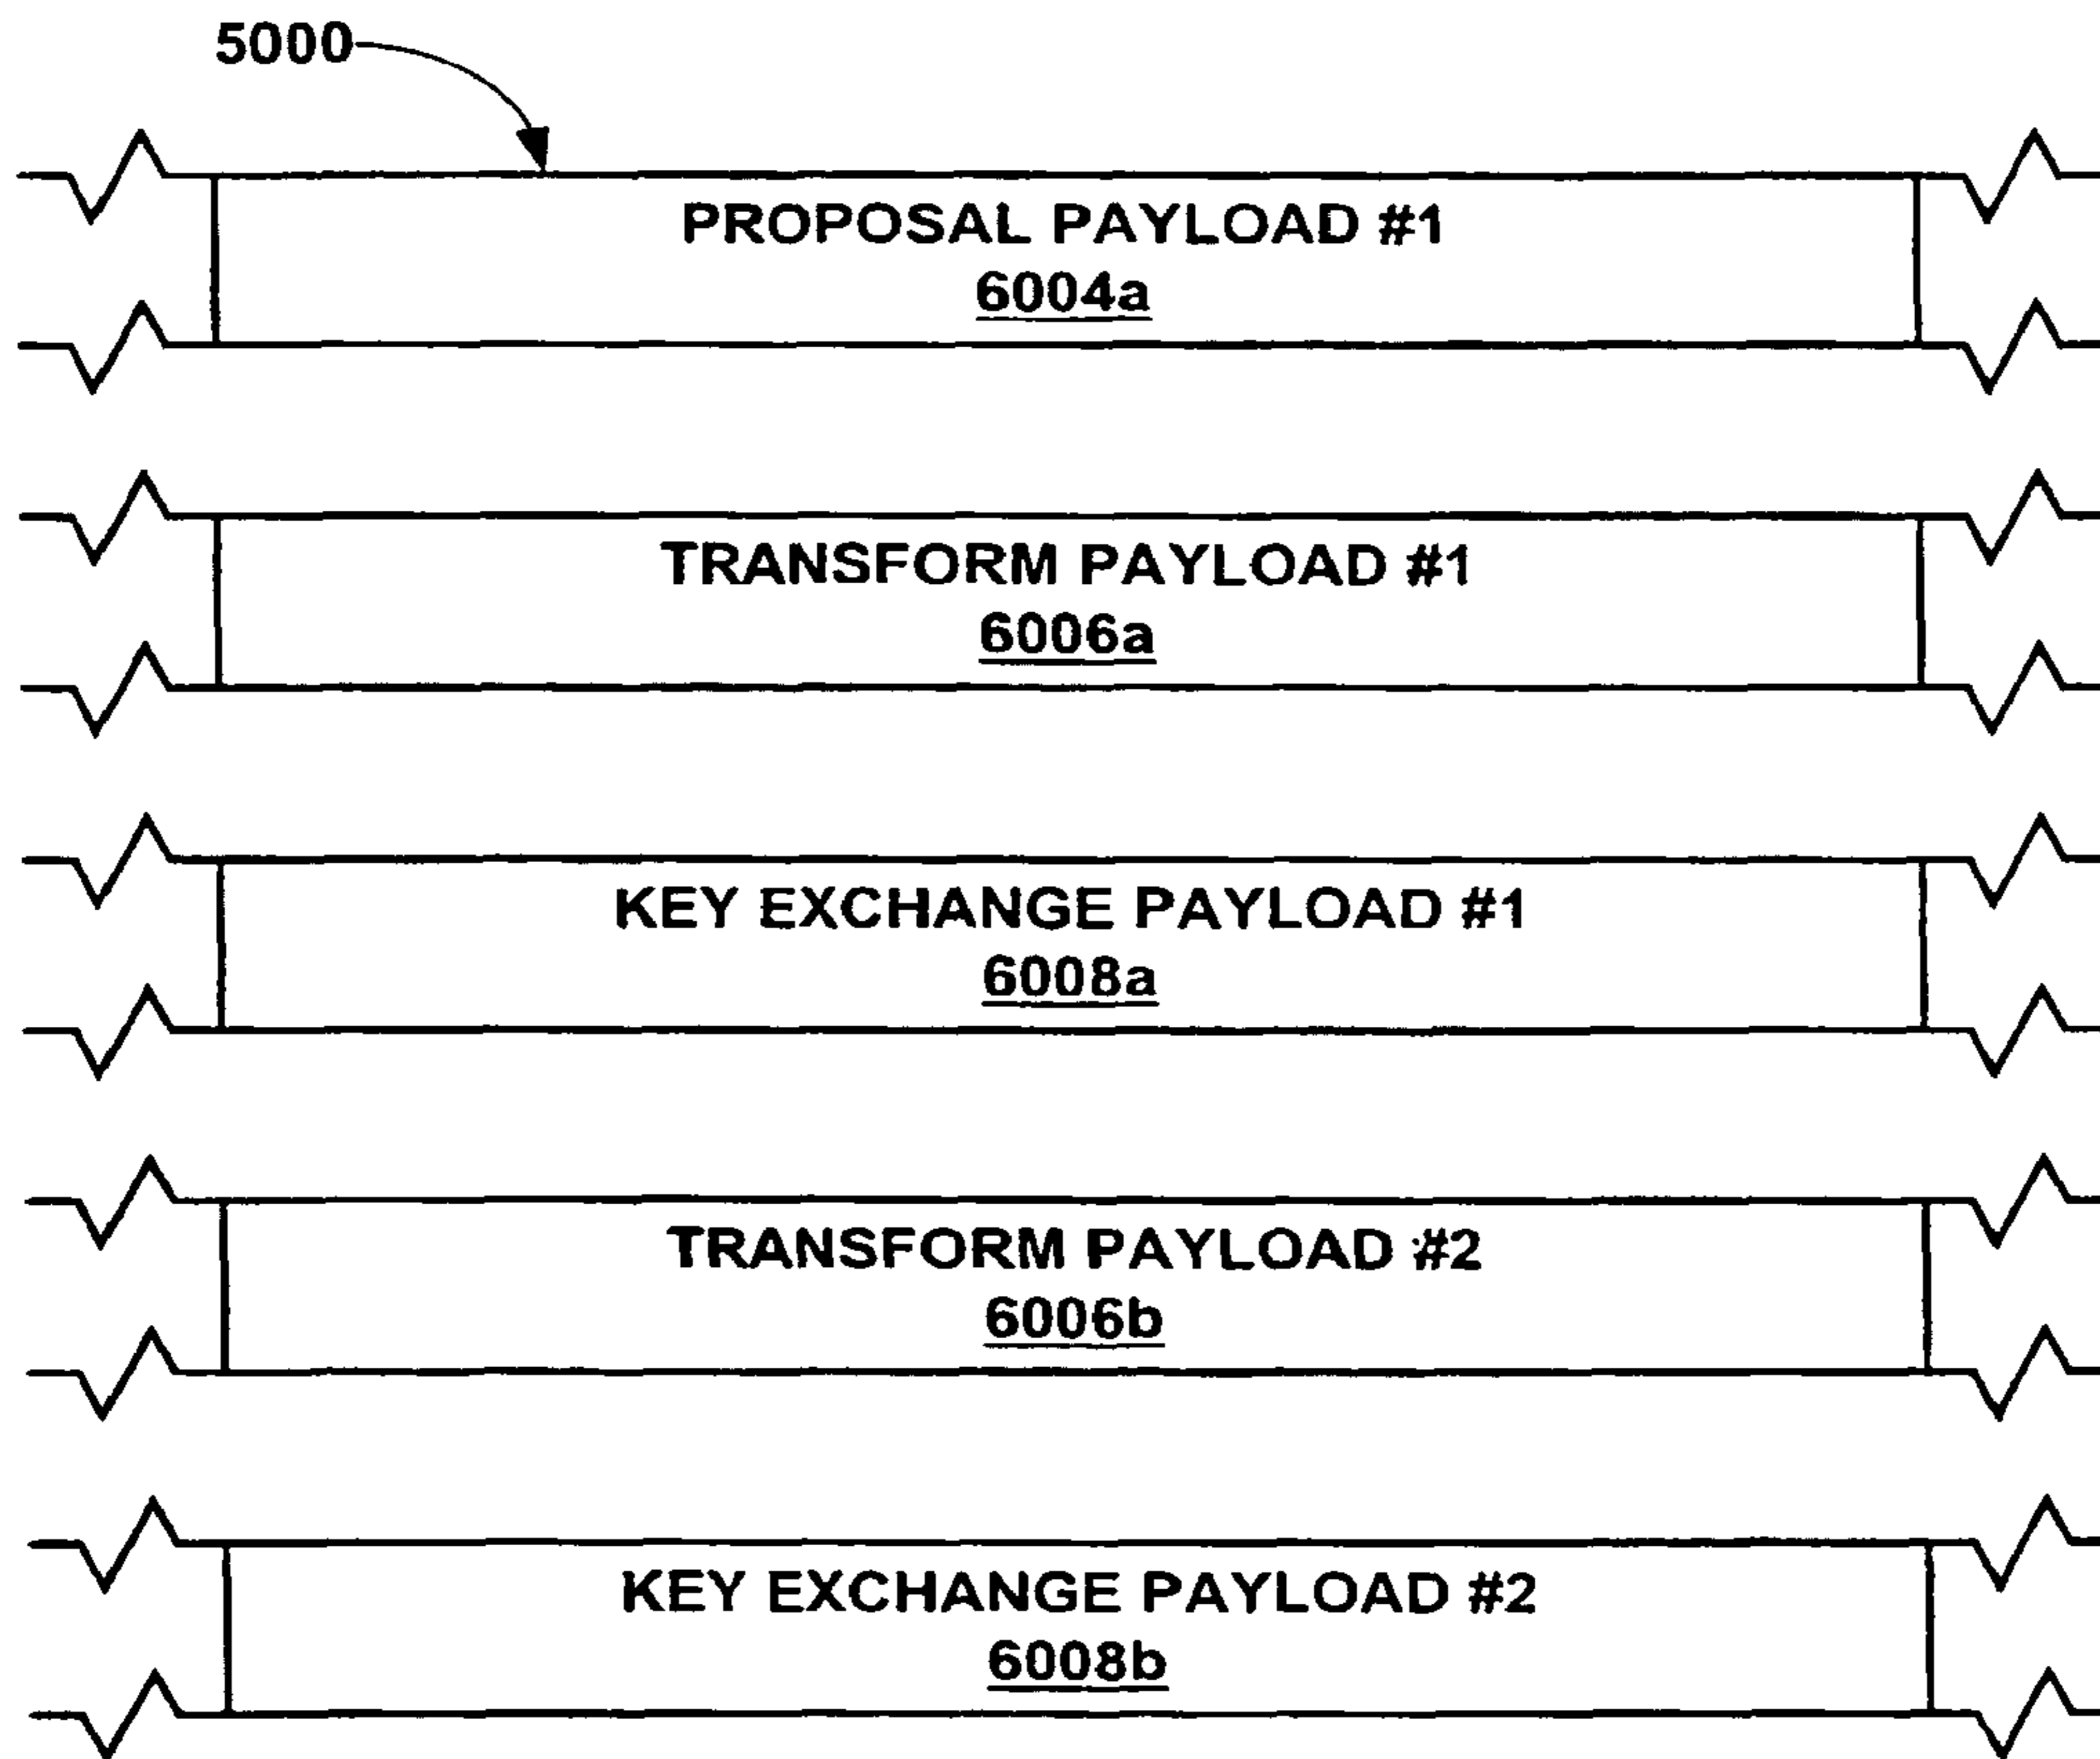 5000
PROPOSAL PAYLOAD #1
6004a
TRANSFORM PAYLOAD #1
6006a
KEY EXCHANGE PAYLOAD #1
6008a
TRANSFORM PAYLOAD #2
6006b
KEY EXCHANGE PAYLOAD #2
6008b